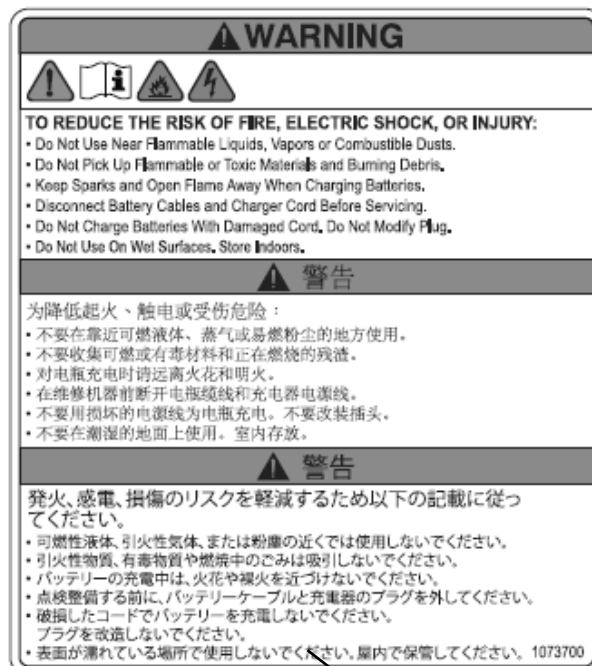 WARNING
TO REDUCE THE RISK OF FIRE, ELECTRIC SHOCK, OR INJURY:
• Do Not Use Near Flammable Liquids, Vapors or Combustible Dusts.
• Do Not Pick Up Flammable or Toxic Materials and Burning Debris.
• Keep Sparks and Open Flame Away When Charging Batteries.
• Disconnect Battery Cables and Charger Cord Before Servicing.
• Do Not Charge Batteries With Damaged Cord. Do Not Modify Plug.
• Do Not Use On Wet Surfaces. Store Indoors.
警告
为降低起火、触电或受伤危险：
• 不要在靠近可燃液体、蒸气或易燃粉尘的地方使用。
• 不要收集可燃或有毒材料和正在燃烧的残渣。
• 对电瓶充电时请远离火花和明火。
• 在维修机器前断开电瓶缆线和充电器电源线。
• 不要用损坏的电源线为电瓶充电。不要改装插头。
• 不要在潮湿的地面上使用。室内存放。
警告
発火、感電、損傷のリスクを軽減するため以下の記載に従っ
てください。
• 可燃性液体、引火性気体、または粉塵の近くでは使用しないでください。
• 引火性物質、有毒物質や燃焼中のごみは吸引しないでください。
• バッテリーの充電中は、火花や裸火を近づけないでください。
• 点検整備する前に、バッテリーケーブルと充電器のプラグを外してください。
• 破損したコードでバッテリーを充電しないでください。
プラグを改造しないでください。
• 表面が濡れている場所で使用しないでください。屋内で保管してください。 1073700